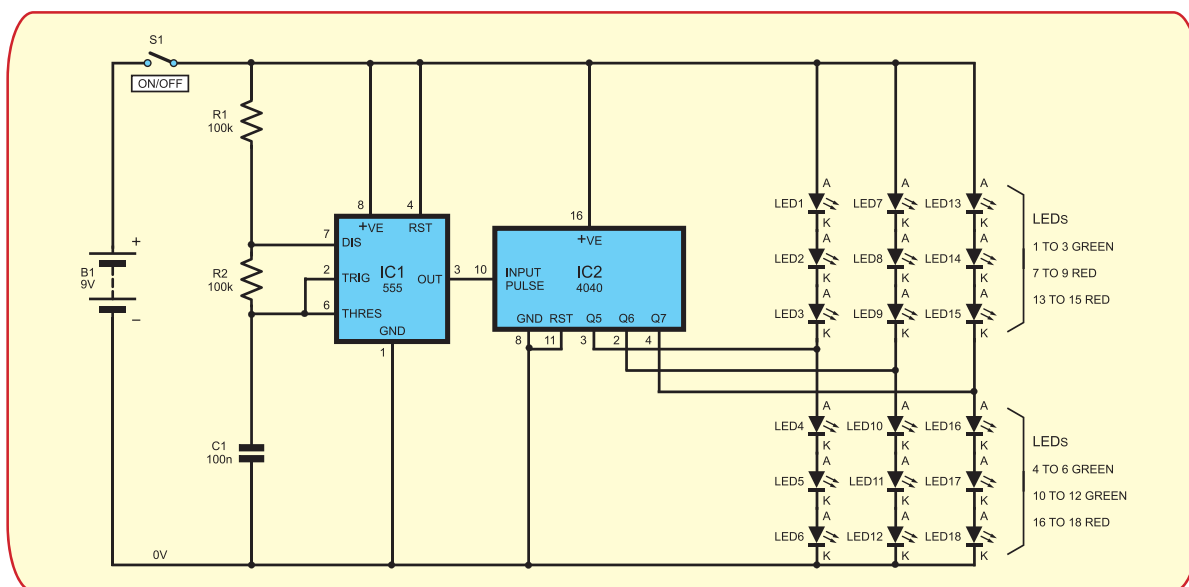 S1
ON/OFF
R1
100k
8
4
+VE
RST
7
DIS
2
TRIG
IC1
555
OUT
3
6
THRES
GND
1
R2
100k
B1
9V
+
–
C1
100n
0V
16
+VE
10
INPUT
PULSE
IC2
4040
GND
RST
Q5
Q6
Q7
8
11
3
2
4
A
A
A
LED1
LED7
LED13
K
K
K
A
A
A
LED2
LED8
LED14
K
K
K
A
A
A
LED3
LED9
LED15
K
K
K
LEDs
1 TO 3 GREEN
7 TO 9 RED
13 TO 15 RED
A
A
A
LED4
LED10
LED16
K
K
K
A
A
A
LED5
LED11
LED17
K
K
K
A
A
A
LED6
LED12
LED18
K
K
K
LEDs
4 TO 6 GREEN
10 TO 12 GREEN
16 TO 18 RED